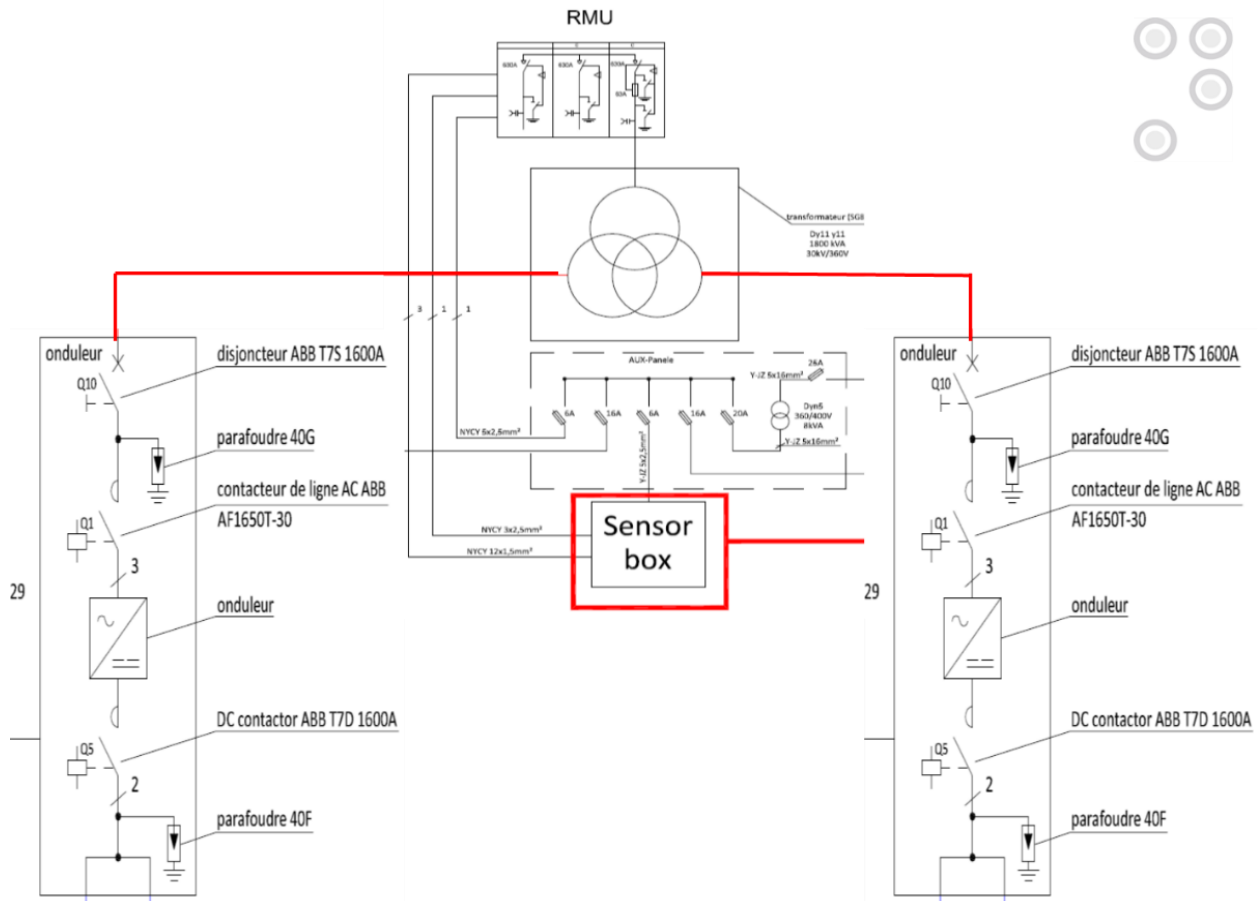 RMU
630A
630A
63A
transformateur [SG8
Dy11 y11
1800 kVA
30kV/360V
3
1
1
onduleur
Q10
disjoncteur ABB T7S 1600A
parafoudre 40G
contacteur de ligne AC ABB
AF1650T-30
Q1
3
29
onduleur
DC contactor ABB T7D 1600A
Q5
2
parafoudre 40F
AUX-Panele
Y-JZ 5x16mm²
26A
6A
16A
6A
16A
20A
Dyn5
360/400V
8kVA
Y-JZ 5x16mm²
NYCY 5x2,5mm²
Y-JZ 5x2,5mm²
Sensor
box
NYCY 3x2,5mm²
NYCY 12x1,5mm²
onduleur
Q10
disjoncteur ABB T7S 1600A
parafoudre 40G
contacteur de ligne AC ABB
AF1650T-30
Q1
3
29
onduleur
DC contactor ABB T7D 1600A
Q5
2
parafoudre 40F